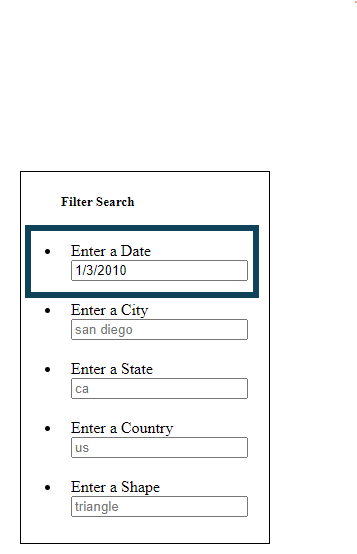 Filter Search
Enter a Date
1/3/2010
Enter a City
san diego
Enter a State
ca
Enter a Country
us
Enter a Shape
triangle